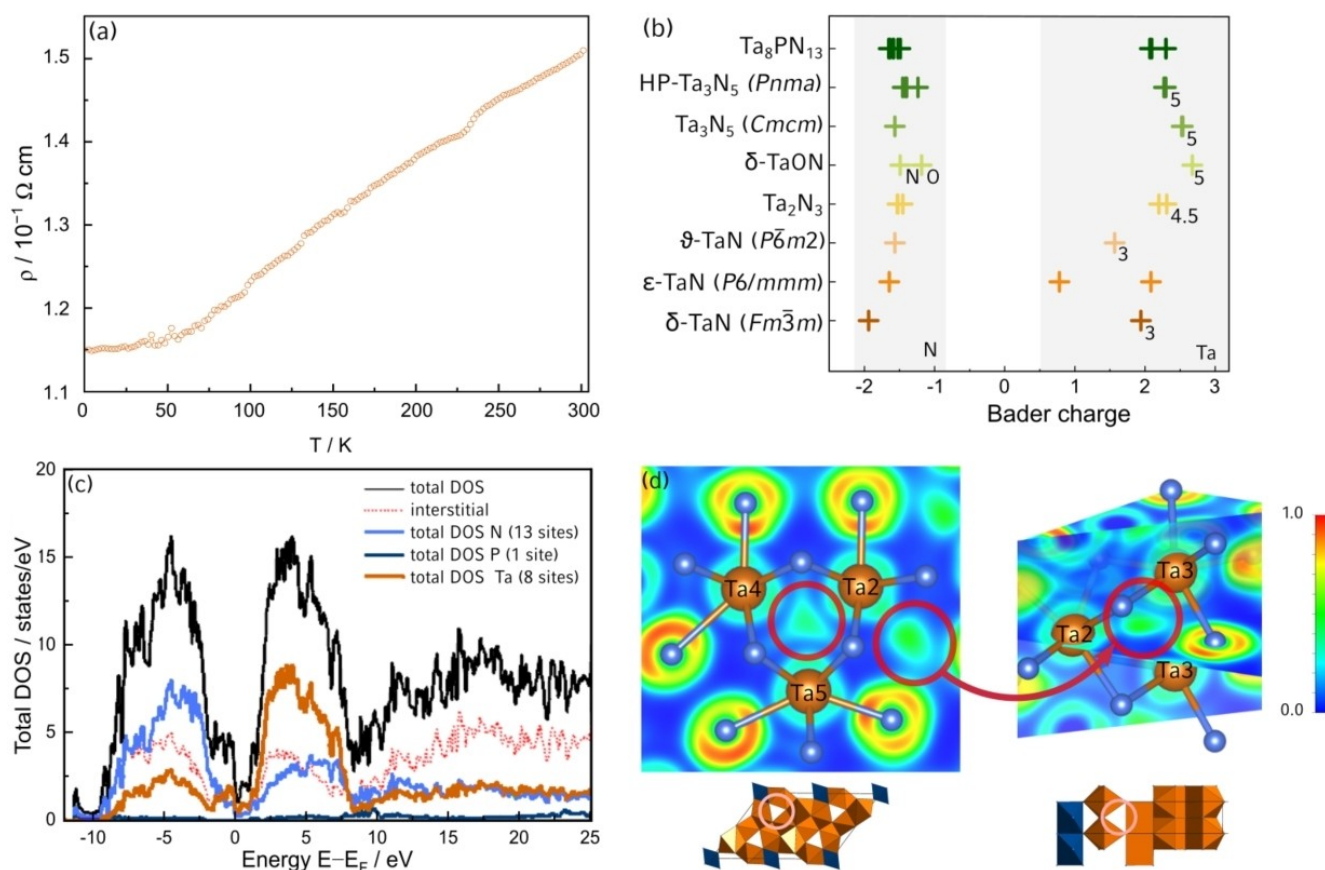 (a)
1.5
1.4
1.3
1.2
1.1
ρ / 10⁻¹ Ω cm
0 50 100 150 200 250 300
T / K
(b)
Ta₈PN₁₃
HP-Ta₃N₅ (Pnma)
5
Ta₃N₅ (Cmcm)
5
δ-TaON
N O
5
Ta₂N₃
4.5
ϑ-TaN (P6̅m2)
3
ε-TaN (P6/mmm)
δ-TaN (Fm3̅m)
3
N
Ta
-2 -1 0 1 2 3
Bader charge
(c)
20
15
10
5
0
Total DOS / states/eV
total DOS
interstitial
total DOS N (13 sites)
total DOS P (1 site)
total DOS Ta (8 sites)
-10 -5 0 5 10 15 20 25
Energy E–E_F / eV
(d)
Ta4
Ta2
Ta5
Ta3
Ta2
Ta3
1.0
0.0